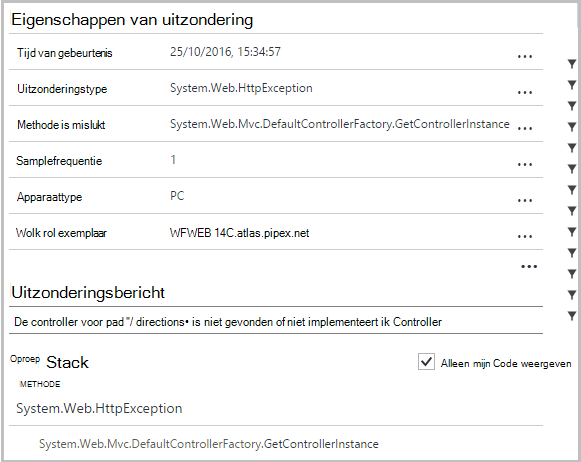 Eigenschappen van uitzondering
Tijd van gebeurtenis 25/10/2016, 15:34:57 ...
Uitzonderingstype System.Web.HttpException ...
Methode is mislukt System.Web.Mvc.DefaultControllerFactory.GetControllerInstance ...
Samplefrequentie 1 ...
Apparaattype PC ...
Wolk rol exemplaar WFWEB 14C.atlas.pipex.net ...
...
Uitzonderingsbericht
De controller voor pad "/ directions• is niet gevonden of niet implementeert ik Controller
Oproep Stack Alleen mijn Code weergeven
METHODE
System.Web.HttpException
System.Web.Mvc.DefaultControllerFactory.GetControllerInstance